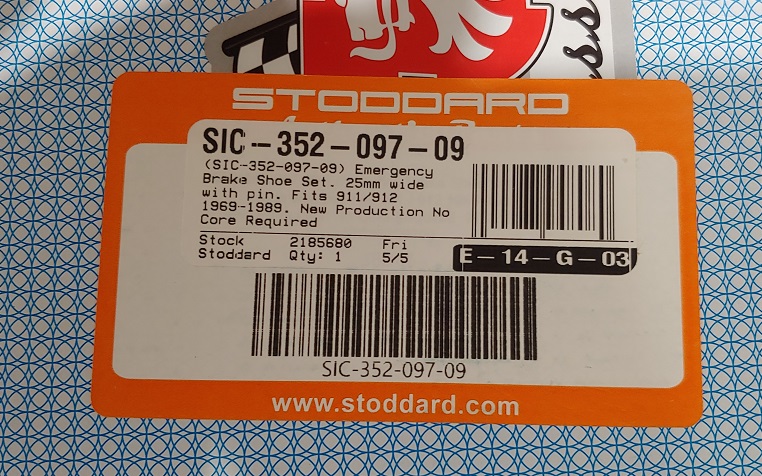 STODDARD
SIC-352-097-09
(SIC-352-097-09) Emergency
Brake Shoe Set. 25mm wide
with pin. Fits 911/912
1969-1989. New Production No
Core Required
Stock 2185680 Fri
Stoddard Qty: 1 5/5
E-14-G-03
SIC-352-097-09
www.stoddard.com